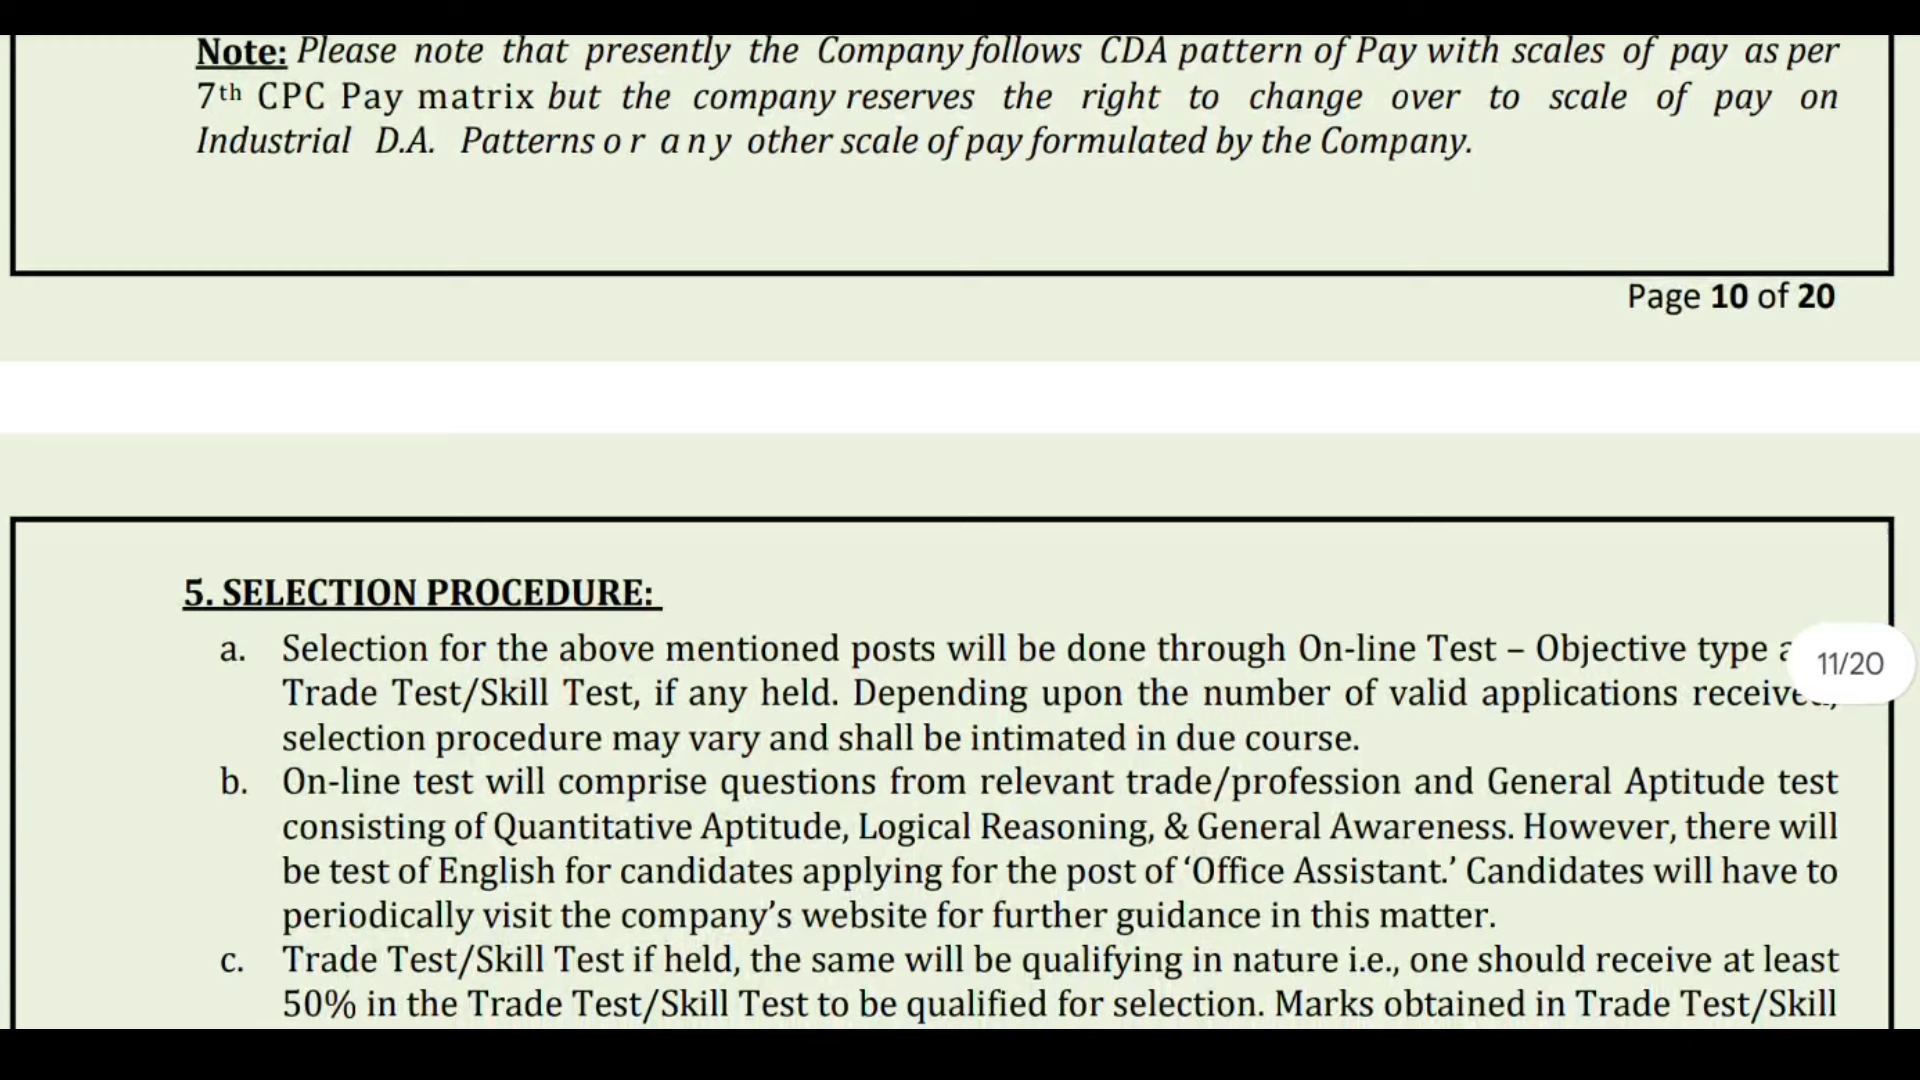 Note: Please note that presently the Company follows CDA pattern of Pay with scales of pay as per
7th CPC Pay matrix but the company reserves the right to change over to scale of pay on
Industrial D.A. Patterns o r a n y other scale of pay formulated by the Company.
Page 10 of 20
5. SELECTION PROCEDURE:
a. Selection for the above mentioned posts will be done through On-line Test – Objective type
11/20
Trade Test/Skill Test, if any held. Depending upon the number of valid applications
selection procedure may vary and shall be intimated in due course.
b. On-line test will comprise questions from relevant trade/profession and General Aptitude test
consisting of Quantitative Aptitude, Logical Reasoning, & General Awareness. However, there will
be test of English for candidates applying for the post of ‘Office Assistant.’ Candidates will have to
periodically visit the company’s website for further guidance in this matter.
c. Trade Test/Skill Test if held, the same will be qualifying in nature i.e., one should receive at least
50% in the Trade Test/Skill Test to be qualified for selection. Marks obtained in Trade Test/Skill